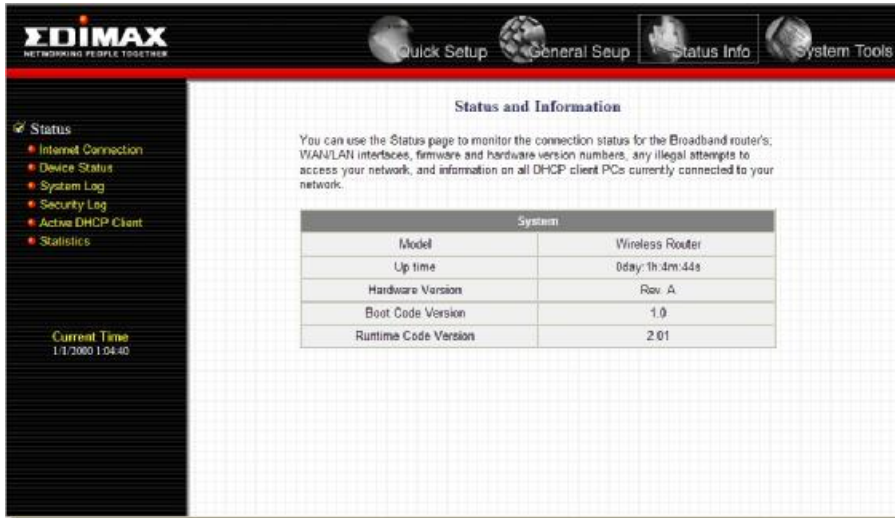 EDIMAX
NETWORKING PEOPLE TOGETHER
Quick Setup
General Seup
Status Info
System Tools
Status
Internet Connection
Device Status
System Log
Security Log
Active DHCP Client
Statistics
Current Time
1/1/2000 1:04:40
Status and Information
You can use the Status page to monitor the connection status for the Broadband router's;
WAN/LAN interfaces, firmware and hardware version numbers, any illegal attempts to
access your network, and information on all DHCP client PCs currently connected to your
network.
System
Model Wireless Router
Up time 0day:1h:4m:44s
Hardware Version Rev. A
Boot Code Version 1.0
Runtime Code Version 2.01